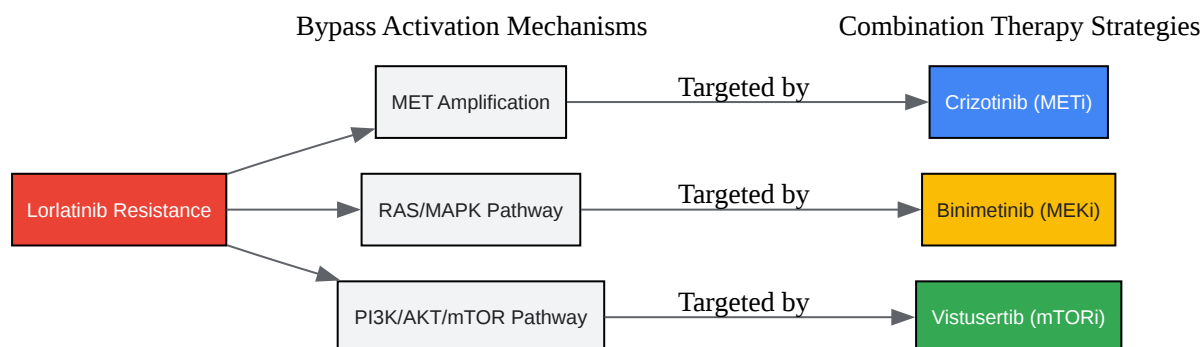 Bypass Activation Mechanisms
Combination Therapy Strategies
MET Amplification
Targeted by
Crizotinib (METi)
Lorlatinib Resistance
RAS/MAPK Pathway
Targeted by
Binimetinib (MEKi)
PI3K/AKT/mTOR Pathway
Targeted by
Vistusertib (mTORi)